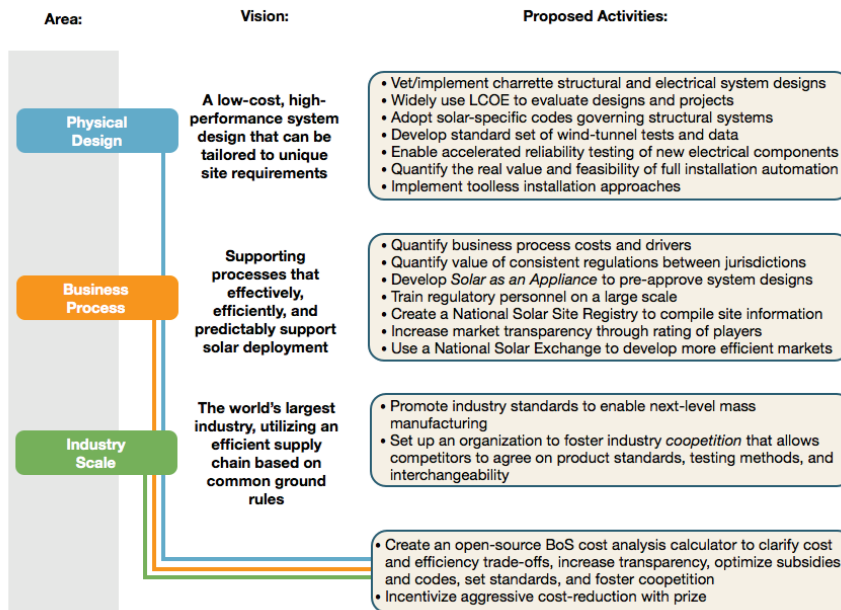 Area:
Vision:
Proposed Activities:
Physical
Design
A low-cost, high-
performance system
design that can be
tailored to unique
site requirements
• Vet/implement charrette structural and electrical system designs
• Widely use LCOE to evaluate designs and projects
• Adopt solar-specific codes governing structural systems
• Develop standard set of wind-tunnel tests and data
• Enable accelerated reliability testing of new electrical components
• Quantify the real value and feasibility of full installation automation
• Implement toolless installation approaches
Business
Process
Supporting
processes that
effectively,
efficiently, and
predictably support
solar deployment
• Quantify business process costs and drivers
• Quantify value of consistent regulations between jurisdictions
• Develop Solar as an Appliance to pre-approve system designs
• Train regulatory personnel on a large scale
• Create a National Solar Site Registry to compile site information
• Increase market transparency through rating of players
• Use a National Solar Exchange to develop more efficient markets
Industry
Scale
The world's largest
industry, utilizing an
efficient supply
chain based on
common ground
rules
• Promote industry standards to enable next-level mass
manufacturing
• Set up an organization to foster industry coopetition that allows
competitors to agree on product standards, testing methods, and
interchangeability
• Create an open-source BoS cost analysis calculator to clarify cost
and efficiency trade-offs, increase transparency, optimize subsidies
and codes, set standards, and foster coopetition
• Incentivize aggressive cost-reduction with prize